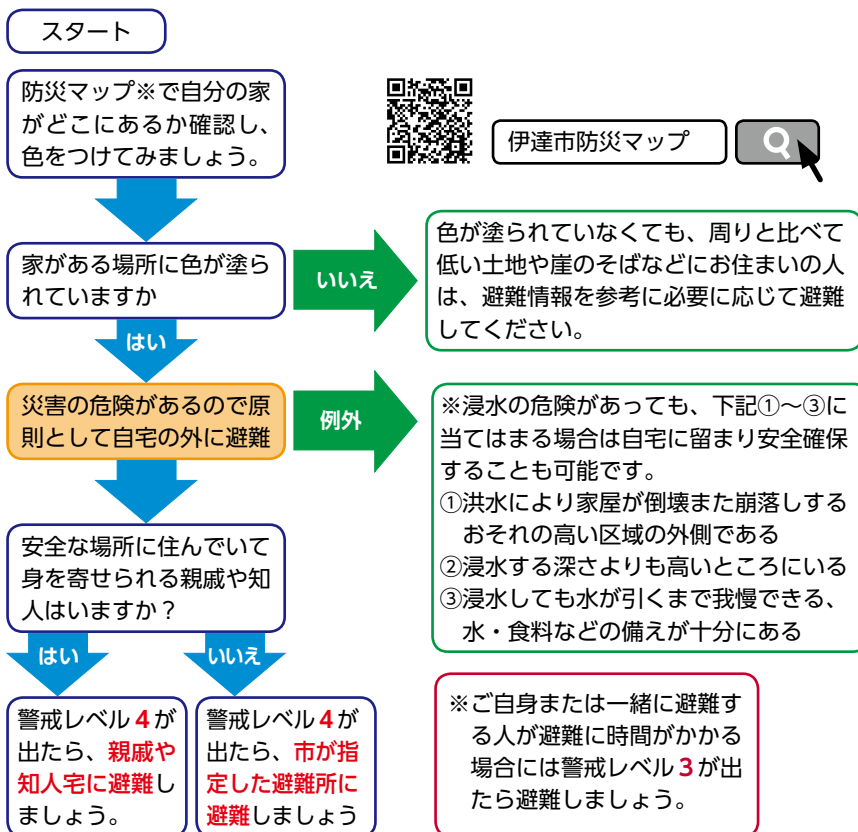 スタート
防災マップ※で自分の家
がどこにあるか確認し、
色をつけてみましょう。
伊達市防災マップ
家がある場所に色が塗ら
れていますか
いいえ
色が塗られていなくても、周りと比べて
低い土地や崖のそばなどにお住まいの人
は、避難情報を参考に必要に応じて避難
してください。
はい
災害の危険があるので原
則として自宅の外に避難
例外
※浸水の危険があっても、下記①〜③に
当てはまる場合は自宅に留まり安全確保
することも可能です。
①洪水により家屋が倒壊また崩落しする
おそれの高い区域の外側である
②浸水する深さよりも高いところにいる
③浸水しても水が引くまで我慢できる、
水・食料などの備えが十分にある
安全な場所に住んでいて
身を寄せられる親戚や知
人はいますか？
はい
いいえ
警戒レベル4が
出たら、親戚や
知人宅に避難し
ましょう。
警戒レベル4が
出たら、市が指
定した避難所に
避難しましょう
※ご自身または一緒に避難す
る人が避難に時間がかかる
場合には警戒レベル3が出
たら避難しましょう。